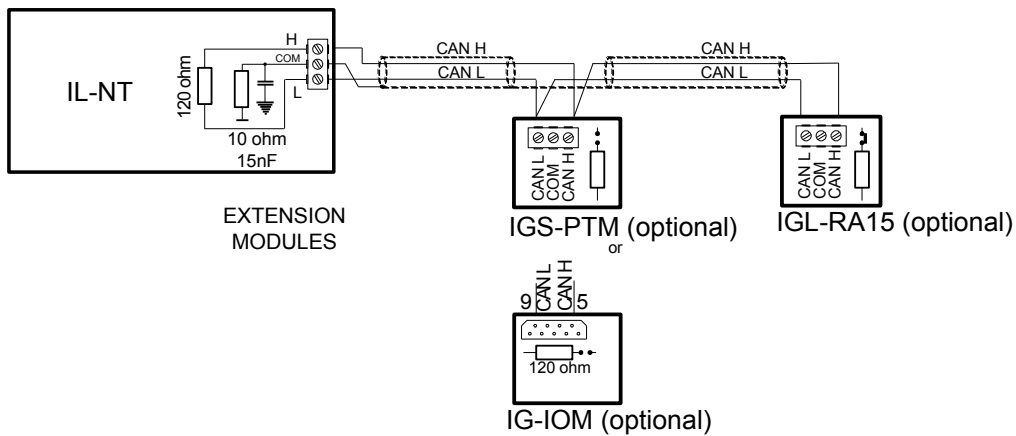 IL-NT
120 ohm
H
COM
L
10 ohm
15nF
CAN H
CAN L
CAN H
CAN L
EXTENSION
MODULES
CAN L
COM
CAN H
IGS-PTM (optional)
or
CAN L
COM
CAN H
IGL-RA15 (optional)
9
CAN L
CAN H
5
120 ohm
IG-IOM (optional)